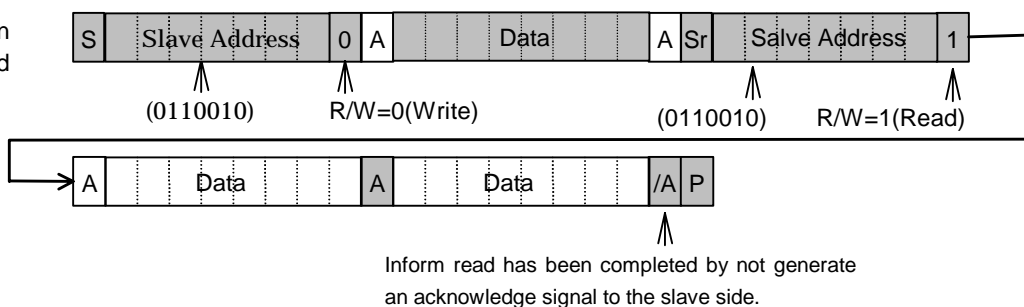 n
d
S Slave Address 0 A Data A Sr Salve Address 1
(0110010) R/W=0(Write) (0110010) R/W=1(Read)
A Data A Data /A P
Inform read has been completed by not generate
an acknowledge signal to the slave side.